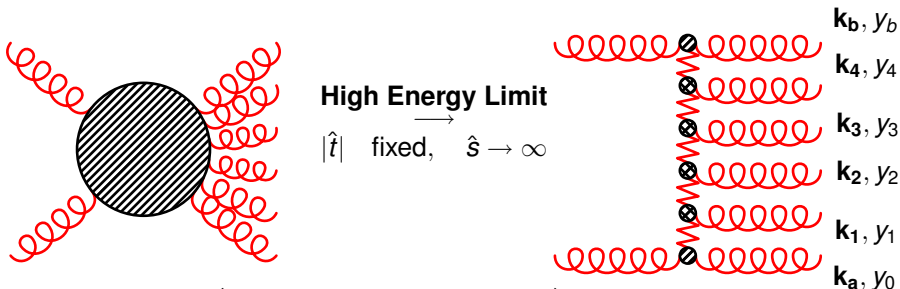 High Energy Limit
⟶
|t̂| fixed, ŝ → ∞
k_b, y_b
k_4, y_4
k_3, y_3
k_2, y_2
k_1, y_1
k_a, y_0